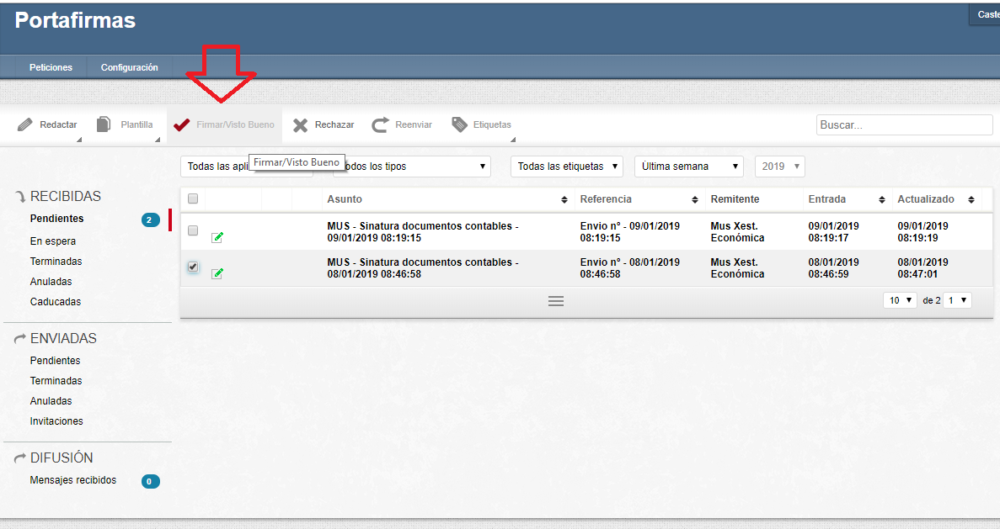 Portafirmas
Caste
Peticiones
Configuración
Redactar
Plantilla
Firmar/Visto Bueno
Rechazar
Reenviar
Etiquetas
Buscar...
Firmar/Visto Bueno
Todas las apli
odos los tipos
Todas las etiquetas
Última semana
2019
RECIBIDAS
Pendientes 2
En espera
Terminadas
Anuladas
Caducadas
ENVIADAS
Pendientes
Terminadas
Anuladas
Invitaciones
DIFUSIÓN
Mensajes recibidos 0
Asunto Referencia Remitente Entrada Actualizado
MUS - Sinatura documentos contables - Envio nº - 09/01/2019 Mus Xest. 09/01/2019 09/01/2019
09/01/2019 08:19:15 08:19:15 Económica 08:19:17 08:19:19
MUS - Sinatura documentos contables - Envio nº - 08/01/2019 Mus Xest. 08/01/2019 08/01/2019
08/01/2019 08:46:58 08:46:58 Económica 08:46:59 08:47:01
10 de 2 1